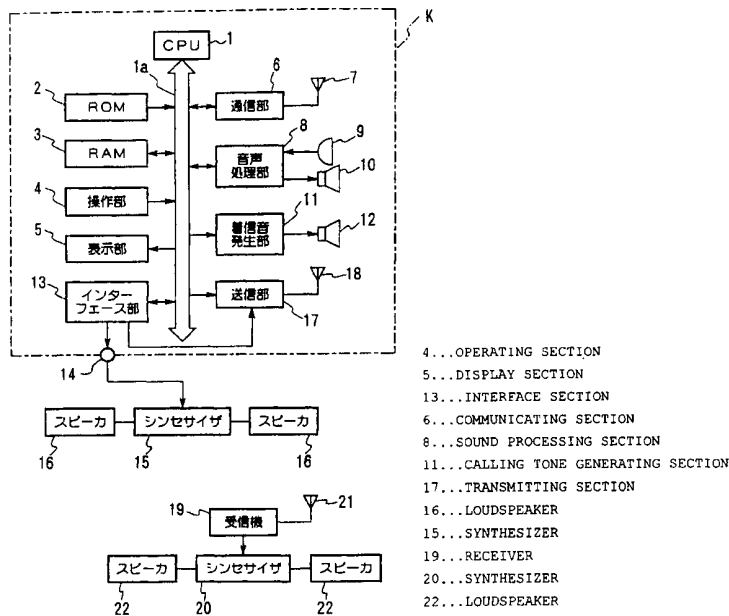 K
CPU
1
1a
2
ROM
6
通信部
7
3
RAM
8
音声
処理部
9
10
4
操作部
11
着信音
発生部
12
5
表示部
13
インター
フェース部
送信部
17
18
14
スピーカ
シンセサイザ
スピーカ
16
15
16
19
受信機
21
スピーカ
シンセサイザ
スピーカ
22
20
22
4...OPERATING SECTION
5...DISPLAY SECTION
13...INTERFACE SECTION
6...COMMUNICATING SECTION
8...SOUND PROCESSING SECTION
11...CALLING TONE GENERATING SECTION
17...TRANSMITTING SECTION
16...LOUDSPEAKER
15...SYNTHESIZER
19...RECEIVER
20...SYNTHESIZER
22...LOUDSPEAKER